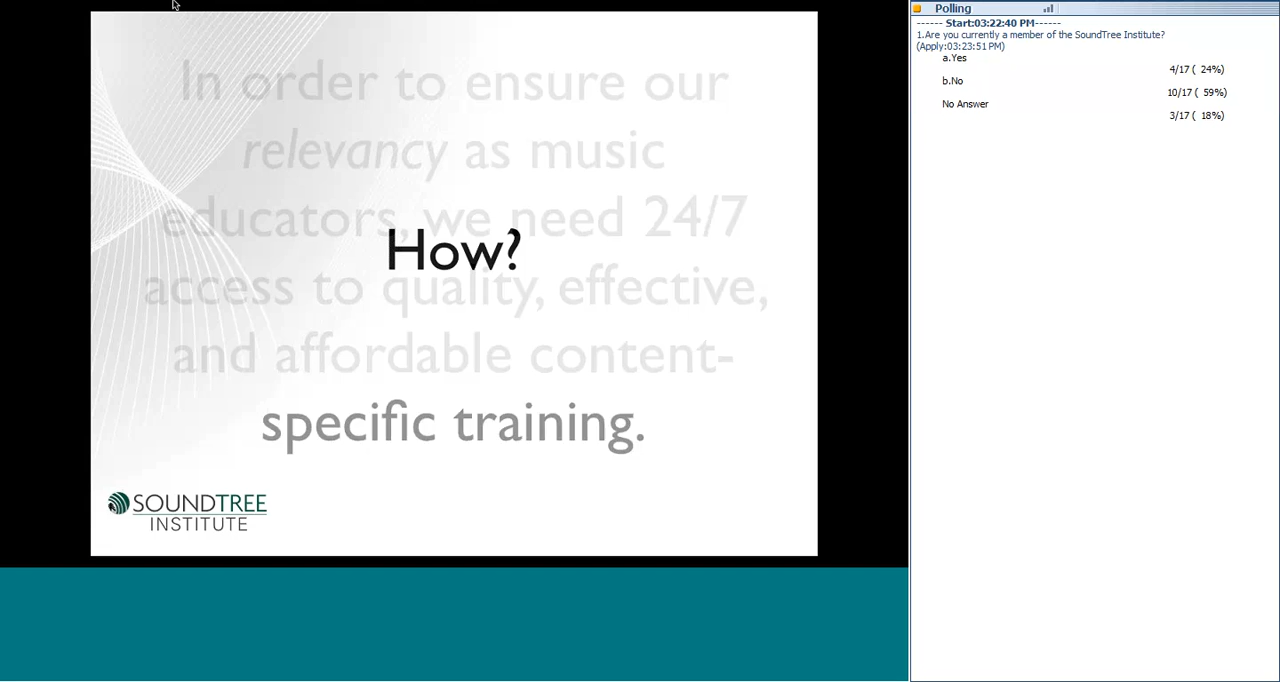 In order to ensure our
relevancy as music
educators, we need 24/7
How?
access to quality, effective,
and affordable content-
specific training.
SOUNDTREE
INSTITUTE
Polling
------ Start:03:22:40 PM------
1.Are you currently a member of the SoundTree Institute?
(Apply:03:23:51 PM)
a.Yes
4/17 ( 24%)
b.No
10/17 ( 59%)
No Answer
3/17 ( 18%)